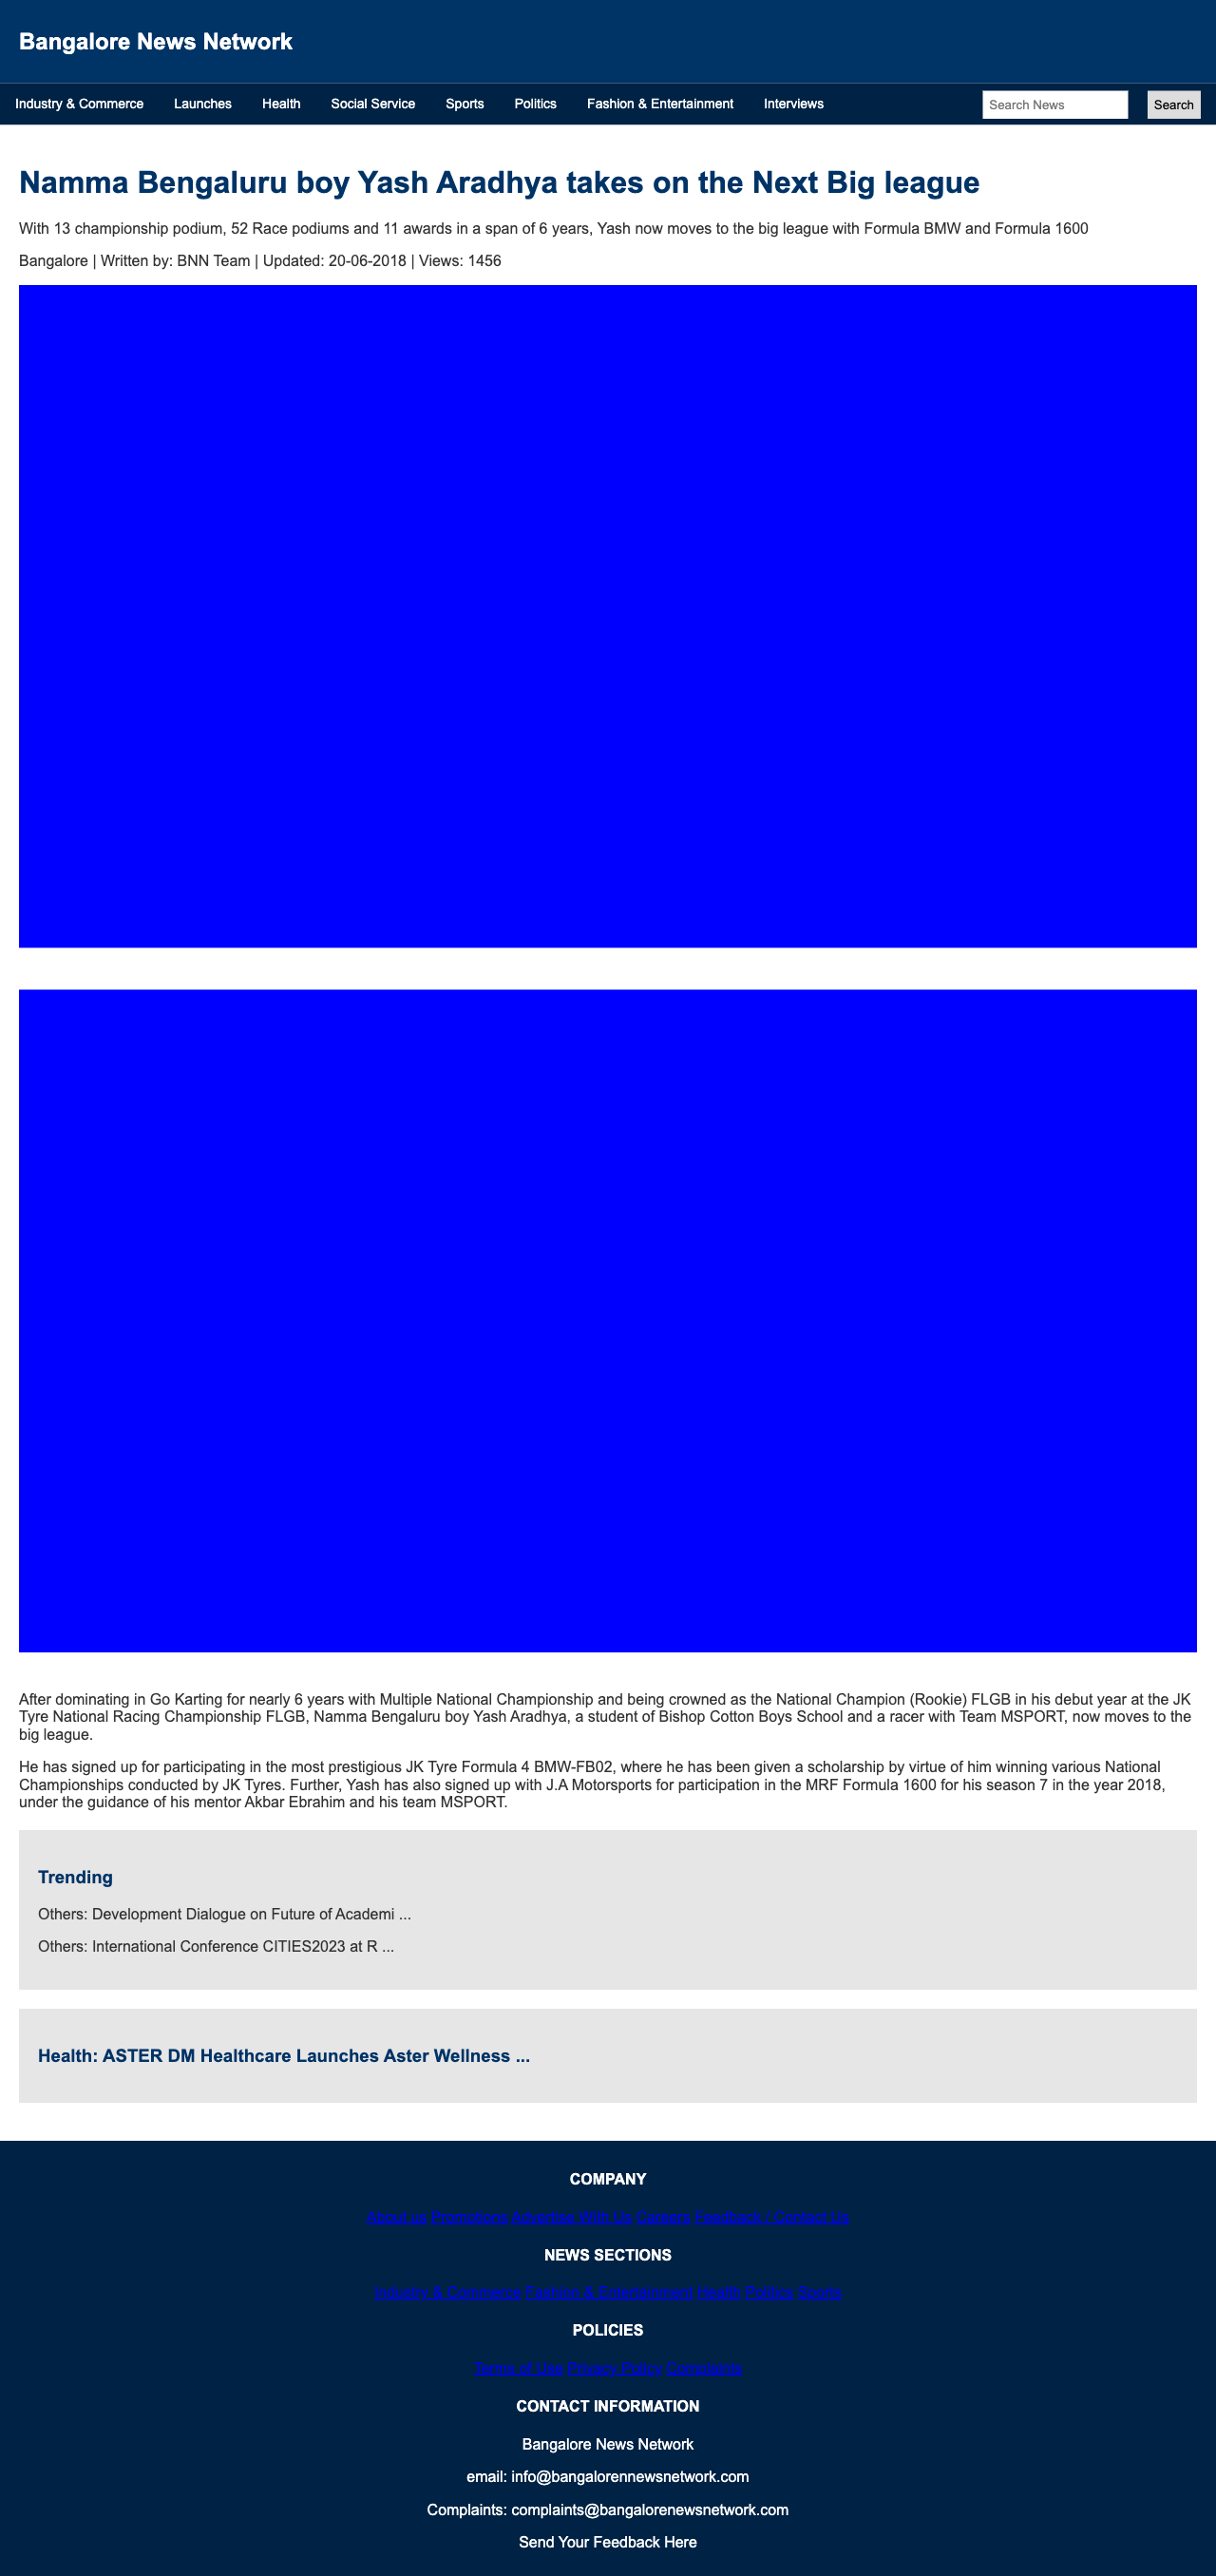 Bangalore News Network
Industry & Commerce Launches Health Social Service Sports Politics Fashion & Entertainment Interviews Search News Search
Namma Bengaluru boy Yash Aradhya takes on the Next Big league
With 13 championship podium, 52 Race podiums and 11 awards in a span of 6 years, Yash now moves to the big league with Formula BMW and Formula 1600
Bangalore | Written by: BNN Team | Updated: 20-06-2018 | Views: 1456
After dominating in Go Karting for nearly 6 years with Multiple National Championship and being crowned as the National Champion (Rookie) FLGB in his debut year at the JK
Tyre National Racing Championship FLGB, Namma Bengaluru boy Yash Aradhya, a student of Bishop Cotton Boys School and a racer with Team MSPORT, now moves to the
big league.
He has signed up for participating in the most prestigious JK Tyre Formula 4 BMW-FB02, where he has been given a scholarship by virtue of him winning various National
Championships conducted by JK Tyres. Further, Yash has also signed up with J.A Motorsports for participation in the MRF Formula 1600 for his season 7 in the year 2018,
under the guidance of his mentor Akbar Ebrahim and his team MSPORT.
Trending
Others: Development Dialogue on Future of Academi ...
Others: International Conference CITIES2023 at R ...
Health: ASTER DM Healthcare Launches Aster Wellness ...
COMPANY
About us Promotions Advertise With Us Careers Feedback / Contact Us
NEWS SECTIONS
Industry & Commerce Fashion & Entertainment Health Politics Sports
POLICIES
Terms of Use Privacy Policy Complaints
CONTACT INFORMATION
Bangalore News Network
email: info@bangalorennewsnetwork.com
Complaints: complaints@bangalorenewsnetwork.com
Send Your Feedback Here